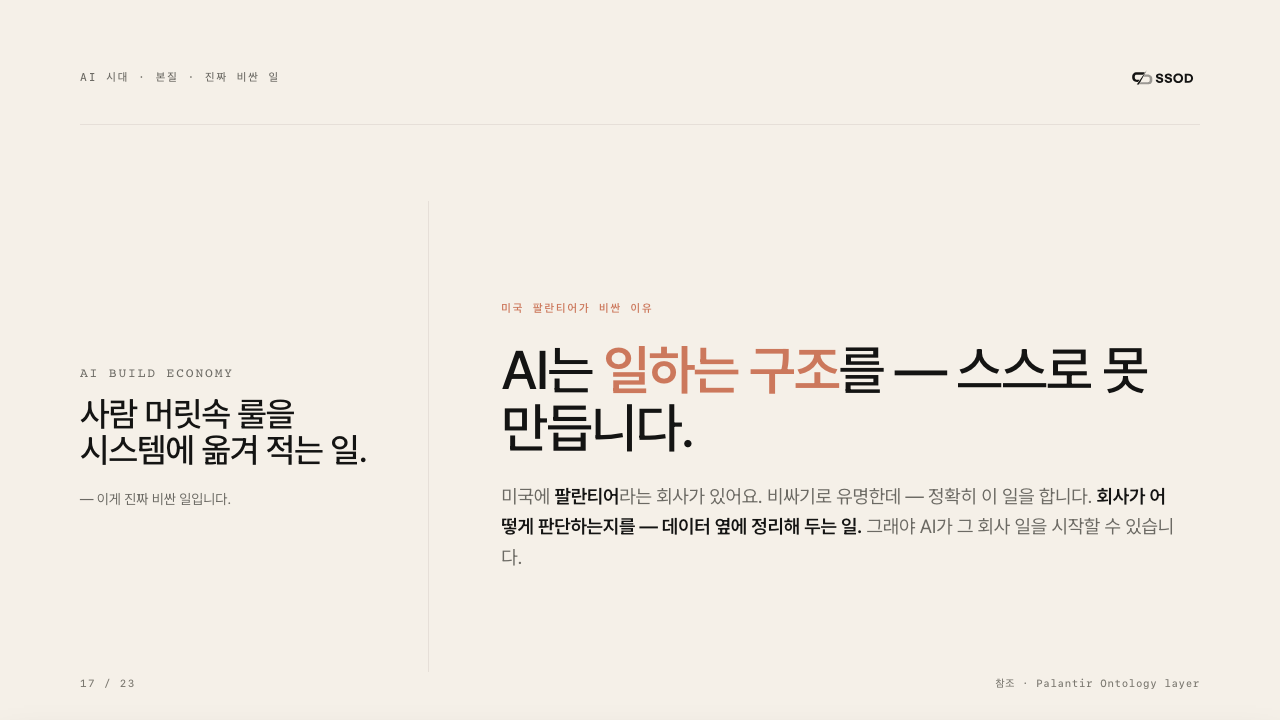 AI 시대 · 본질 · 진짜 비싼 일
SSOD
AI BUILD ECONOMY
사람 머릿속 룰을
시스템에 옮겨 적는 일.
— 이게 진짜 비싼 일입니다.
미국 팔란티어가 비싼 이유
AI는 일하는 구조를 — 스스로 못
만듭니다.
미국에 팔란티어라는 회사가 있어요. 비싸기로 유명한데 — 정확히 이 일을 합니다. 회사가 어
떻게 판단하는지를 — 데이터 옆에 정리해 두는 일. 그래야 AI가 그 회사 일을 시작할 수 있습니
다.
17 / 23
참조 · Palantir Ontology layer